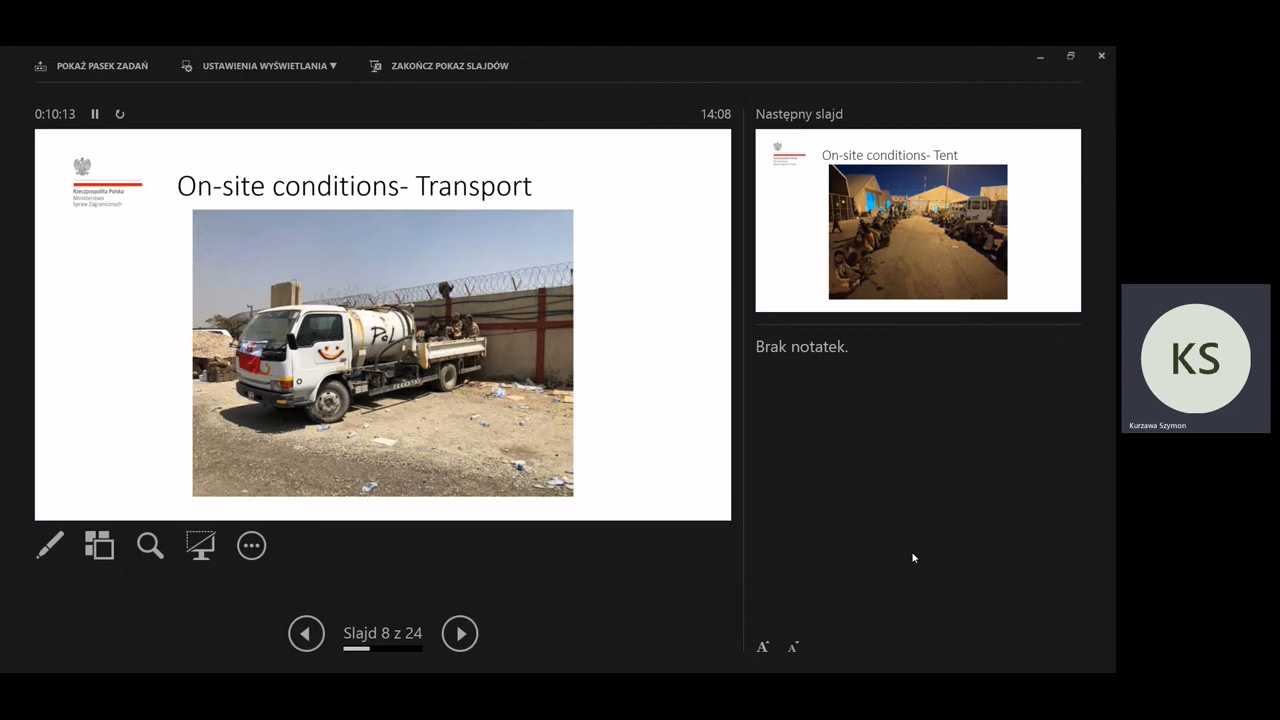 POKAŻ PASEK ZADAŃ
USTAWIENIA WYŚWIETLANIA ▼
ZAKOŃCZ POKAZ SLAJDÓW
0:10:13
14:08
Następny slajd
Rzeczpospolita Polska
Ministerstwo
Spraw Zagranicznych
On-site conditions- Transport
Pol
On-site conditions- Tent
Brak notatek.
KS
Kurzawa Szymon
Slajd 8 z 24
A
A